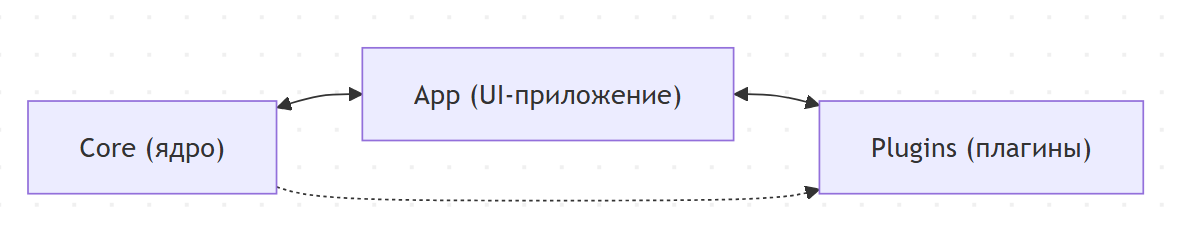 Core (ядро)
App (UI-приложение)
Plugins (плагины)